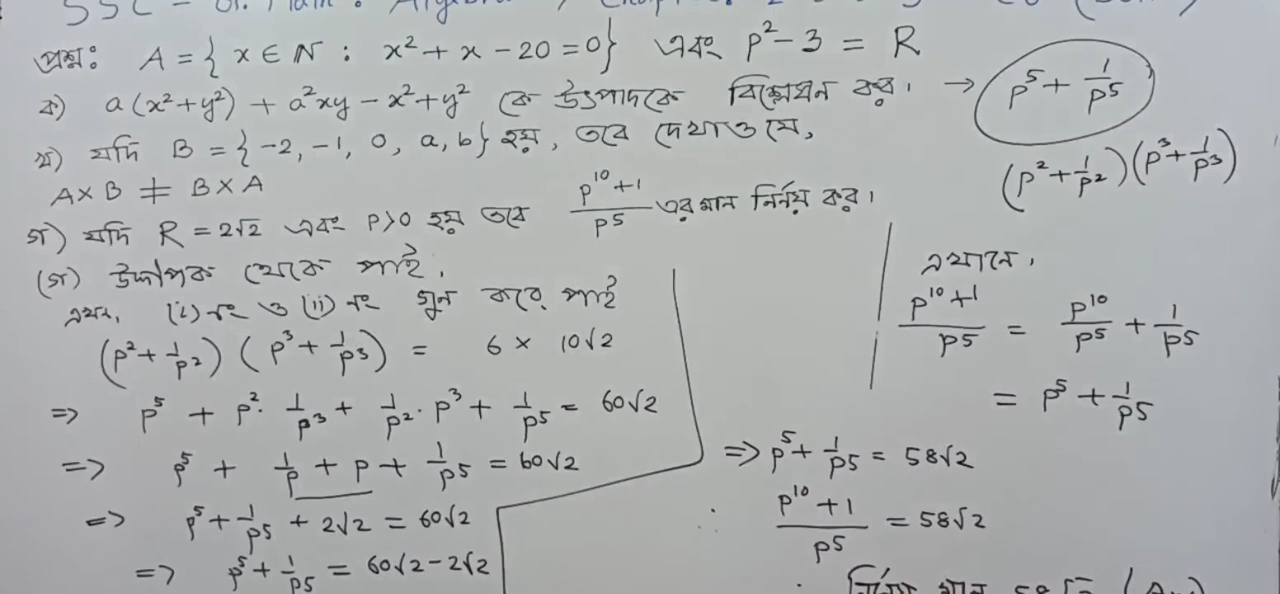 প্রশ্ন: A = { x ∈ N : x² + x − 20 = 0 } এবং p² − 3 = R
ক) a(x² + y²) + a²xy − x² + y² কে উৎপাদকে বিশ্লেষন কর। → p⁵ + 1/p⁵
খ) যদি B = { −2, −1, 0, a, b } হয়, তবে দেখাও যে,
A × B ≠ B × A
(p² + 1/p²)(p³ + 1/p³)
গ) যদি R = 2√2 এবং P>0 হয় তবে (p¹⁰ + 1)/p⁵ এর মান নির্নয় কর।
(গ) উদ্দীপক থেকে পাই,
এখন, (i) নং ও (ii) নং গুন করে পাই
(p² + 1/p²)(p³ + 1/p³) = 6 × 10√2
=> p⁵ + p² · 1/p³ + 1/p² · p³ + 1/p⁵ = 60√2
=> p⁵ + 1/p + p + 1/p⁵ = 60√2
=> p⁵ + 1/p⁵ + 2√2 = 60√2
=> p⁵ + 1/p⁵ = 60√2 − 2√2
এখানে,
(p¹⁰ + 1)/p⁵ = p¹⁰/p⁵ + 1/p⁵
= p⁵ + 1/p⁵
=> p⁵ + 1/p⁵ = 58√2
∴ (p¹⁰ + 1)/p⁵ = 58√2